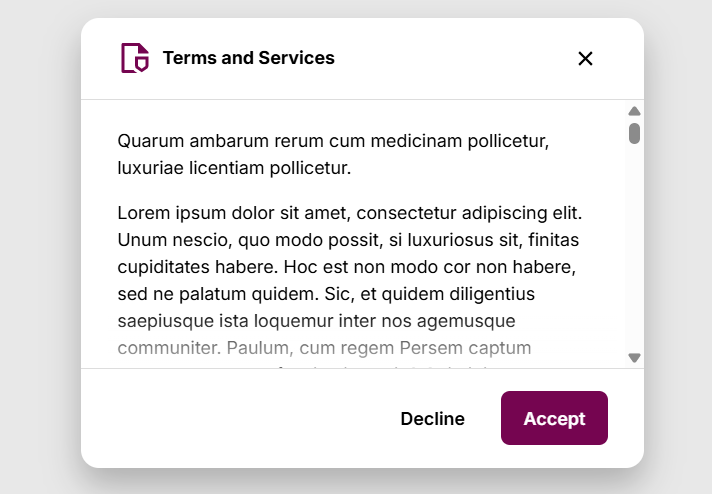 Terms and Services
Quarum ambarum rerum cum medicinam pollicetur,
luxuriae licentiam pollicetur.
Lorem ipsum dolor sit amet, consectetur adipiscing elit.
Unum nescio, quo modo possit, si luxuriosus sit, finitas
cupiditates habere. Hoc est non modo cor non habere,
sed ne palatum quidem. Sic, et quidem diligentius
saepiusque ista loquemur inter nos agemusque
communiter. Paulum, cum regem Persem captum
Decline
Accept